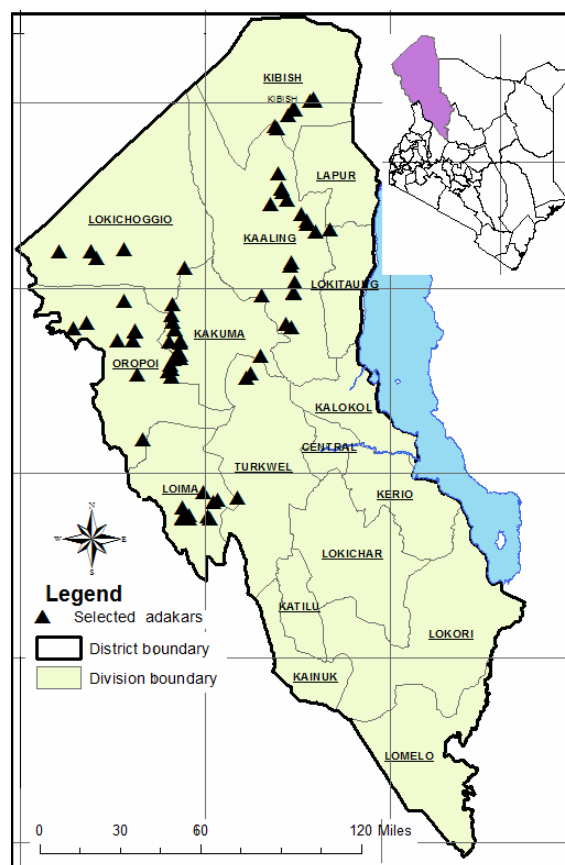 KIBISH
KIBISH
LAPUR
LOKICHOGGIO
KAALING
LOKITAUNG
KAKUMA
OROPOI
KALOKOL
CENTRAL
TURKWEL
LOIMA
KERIO
LOKICHAR
KATILU
LOKORI
KAINUK
LOMELO
N
W E
S
Legend
Selected adakars
District boundary
Division boundary
0 30 60 120 Miles